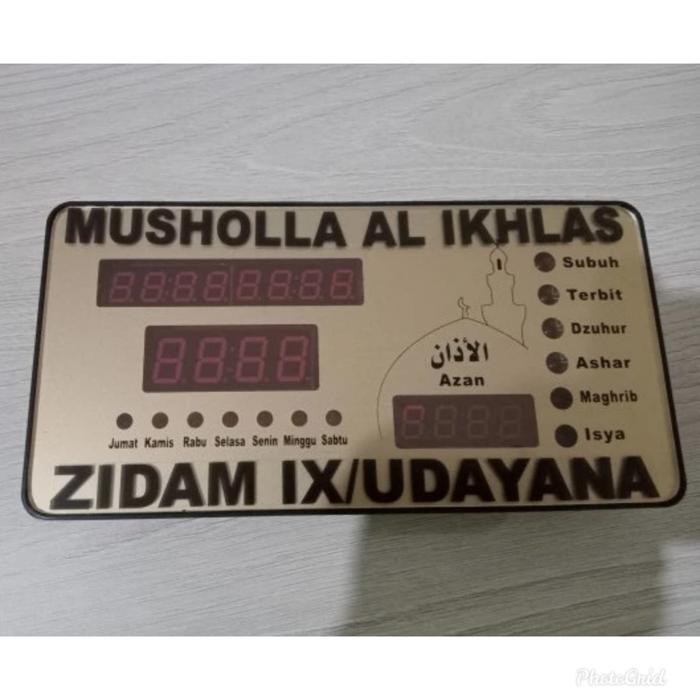 MUSHOLLA AL IKHLAS
Subuh
Terbit
Dzuhur
Ashar
Maghrib
Isya
الأذان
Azan
Jumat Kamis Rabu Selasa Senin Minggu Sabtu
ZIDAM IX/UDAYANA
PhotoGrid